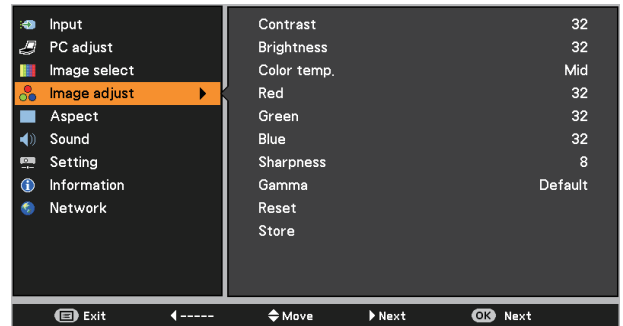 Input
PC adjust
Image select
Image adjust
Aspect
Sound
Setting
Information
Network
Contrast 32
Brightness 32
Color temp. Mid
Red 32
Green 32
Blue 32
Sharpness 8
Gamma Default
Reset
Store
Exit ----- Move Next OK Next